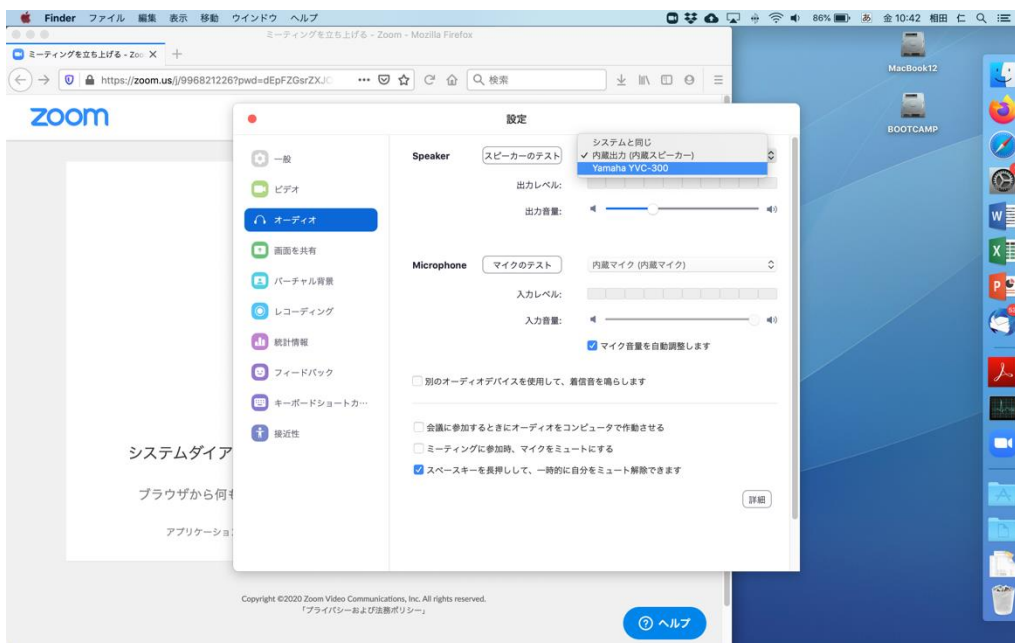 Finder ファイル 編集 表示 移動 ウインドウ ヘルプ 86% 金10:42 相田 仁
ミーティングを立ち上げる - Zoom - Mozilla Firefox
ミーティングを立ち上げる - Zoo
https://zoom.us/j/996821226?pwd=dEpFZGsrZXJC
検索
MacBook12
BOOTCAMP
zoom
設定
一般
ビデオ
オーディオ
画面を共有
バーチャル背景
レコーディング
統計情報
フィードバック
キーボードショートカ…
接近性
Speaker
スピーカーのテスト
システムと同じ
✓ 内蔵出力 (内蔵スピーカー)
Yamaha YVC-300
出力レベル:
出力音量:
Microphone マイクのテスト 内蔵マイク (内蔵マイク)
入力レベル:
入力音量:
マイク音量を自動調整します
別のオーディオデバイスを使用して、着信音を鳴らします
会議に参加するときにオーディオをコンピュータで作動させる
ミーティングに参加時、マイクをミュートにする
スペースキーを長押しして、一時的に自分をミュート解除できます
詳細
システムダイア
ブラウザから何も
アプリケーショ
Copyright ©2020 Zoom Video Communications, Inc. All rights reserved.
「プライバシーおよび法務ポリシー」
ヘルプ